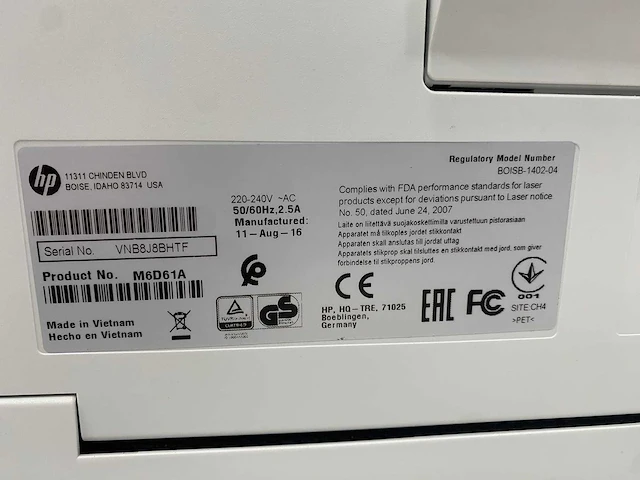 hp
11311 CHINDEN BLVD
BOISE, IDAHO 83714 USA
Serial No. VNB8J8BHTF
Product No. M6D61A
Made in Vietnam
Hecho en Vietnam
220-240V ~AC
50/60Hz, 2.5A
Manufactured:
11-Aug-16
GS
CE
HP, HQ-TRE, 71025
Boeblingen,
Germany
Regulatory Model Number
BOISB-1402-04
Complies with FDA performance standards for laser
products except for deviations pursuant to Laser notice
No. 50, dated June 24, 2007
Laite on liitettävä suojakoskettimilla varustettuun pistorasiaan
Apparatet må tilkoples jordet stikkontakt
Apparaten skall anslutas till jordat uttag
Apparatets stikprop skal tilsluttes en stikkontakt med jord, som giver
forbindelse til stikproppens jord.
EAC
FC
001
SITE:CH4
>PET<